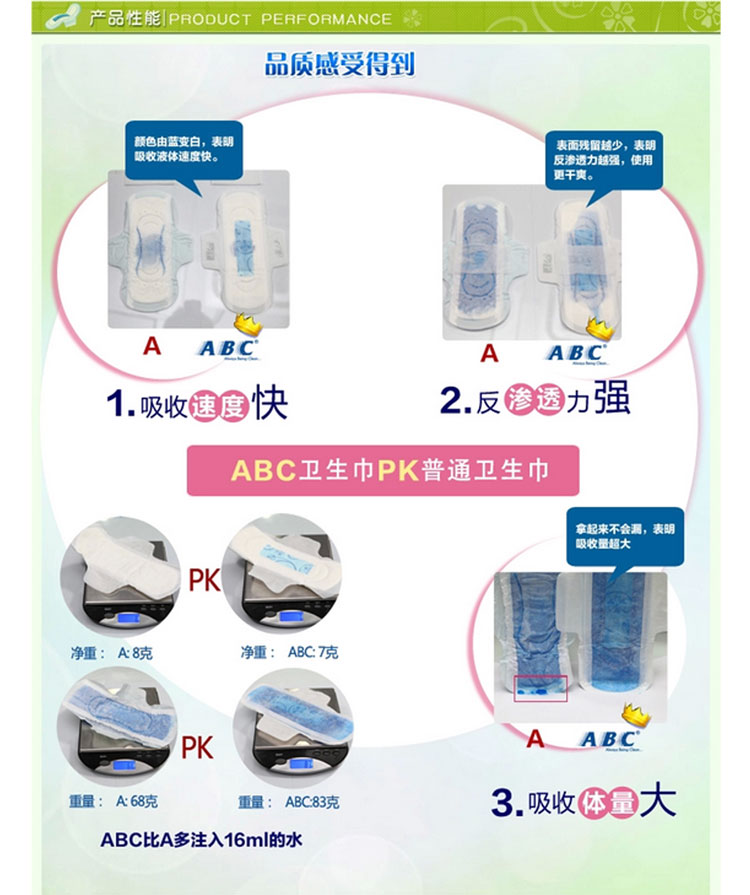 产品性能|PRODUCT PERFORMANCE
品质感受得到
颜色由蓝变白，表明
吸收液体速度快。
表面残留越少，表明
反渗透力越强，使用
更干爽。
A
ABC®
Always Being Clean...
A
ABC®
Always Being Clean...
1.吸收速度快
2.反渗透力强
ABC卫生巾PK普通卫生巾
拿起来不会漏，表明
吸收量超大
PK
净重： A: 8克
净重： ABC: 7克
PK
重量： A: 68克
重量： ABC:83克
A
ABC®
Always Being Clean...
3.吸收体量大
ABC比A多注入16ml的水